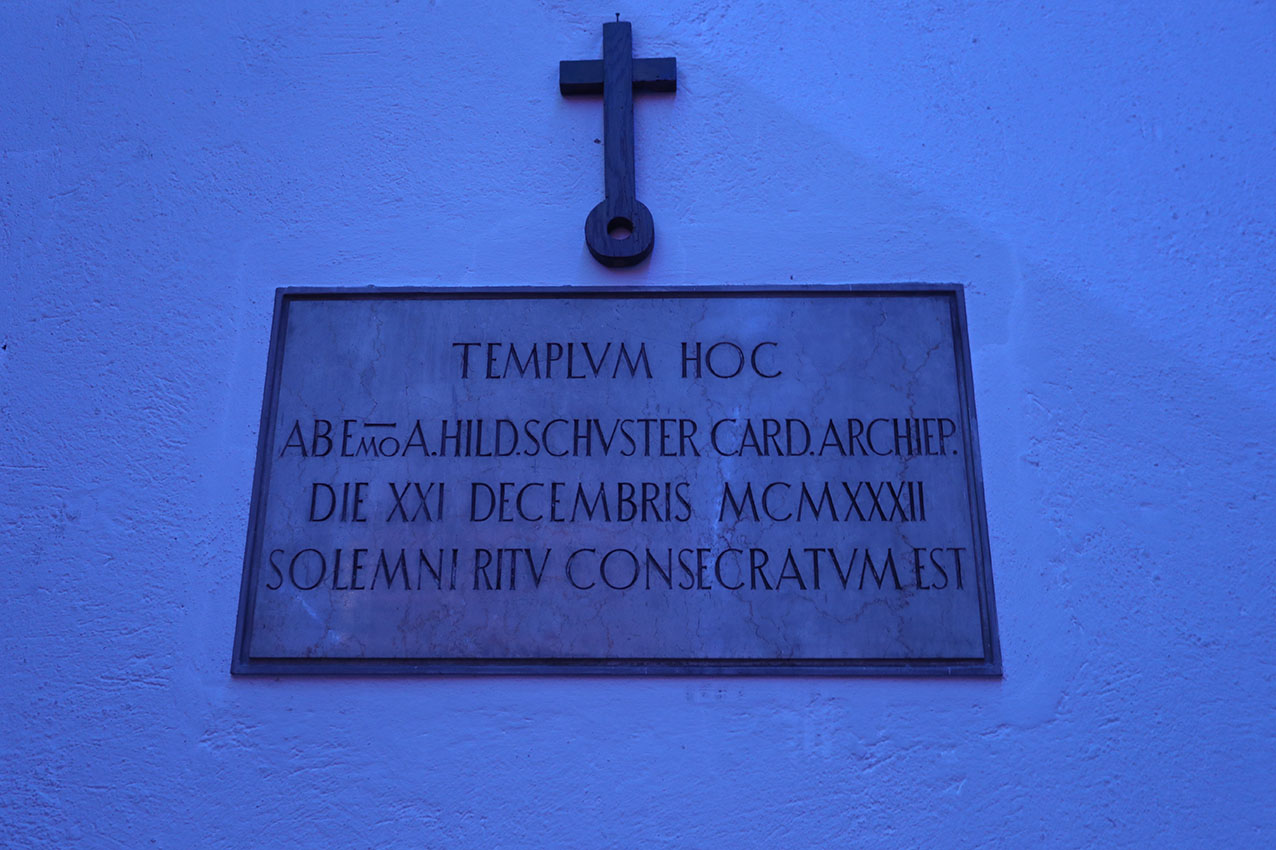 TEMPLVM HOC
AB EMO A. HILD. SCHVSTER CARD. ARCHIEP.
DIE XXI DECEMBRIS MCMXXXII
SOLEMNI RITV CONSECRATVM EST